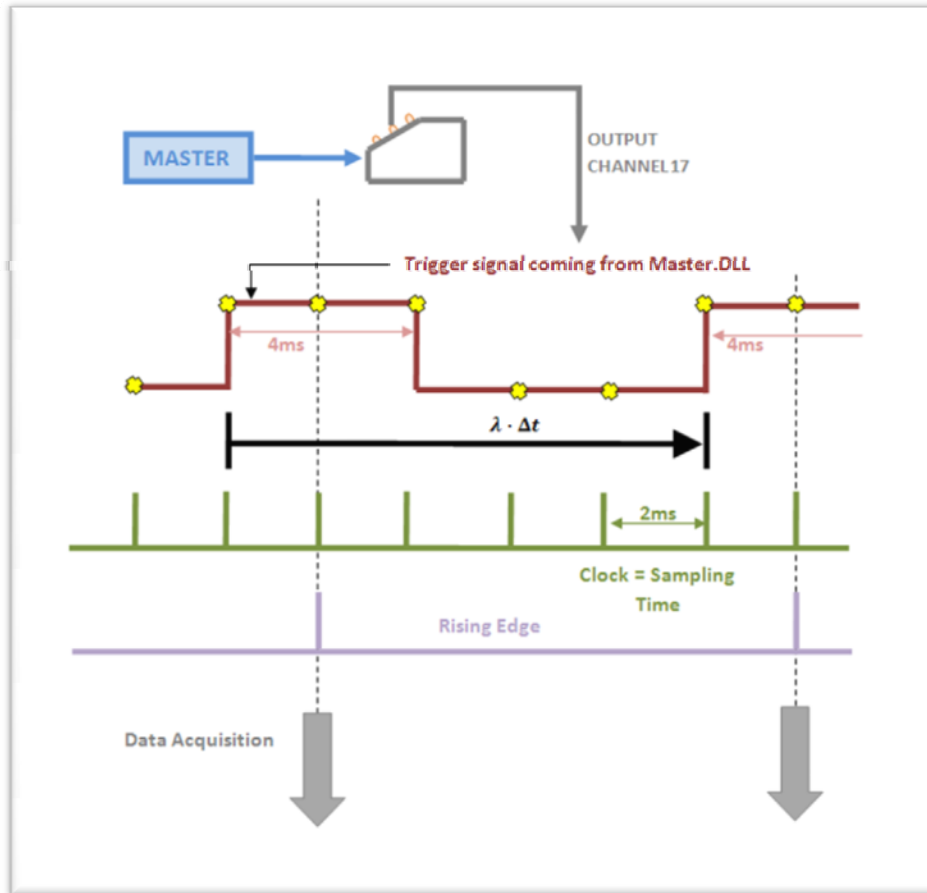 MASTER
OUTPUT
CHANNEL17
Trigger signal coming from Master.DLL
4ms
4ms
λ · Δt
2ms
Clock = Sampling
Time
Rising Edge
Data Acquisition